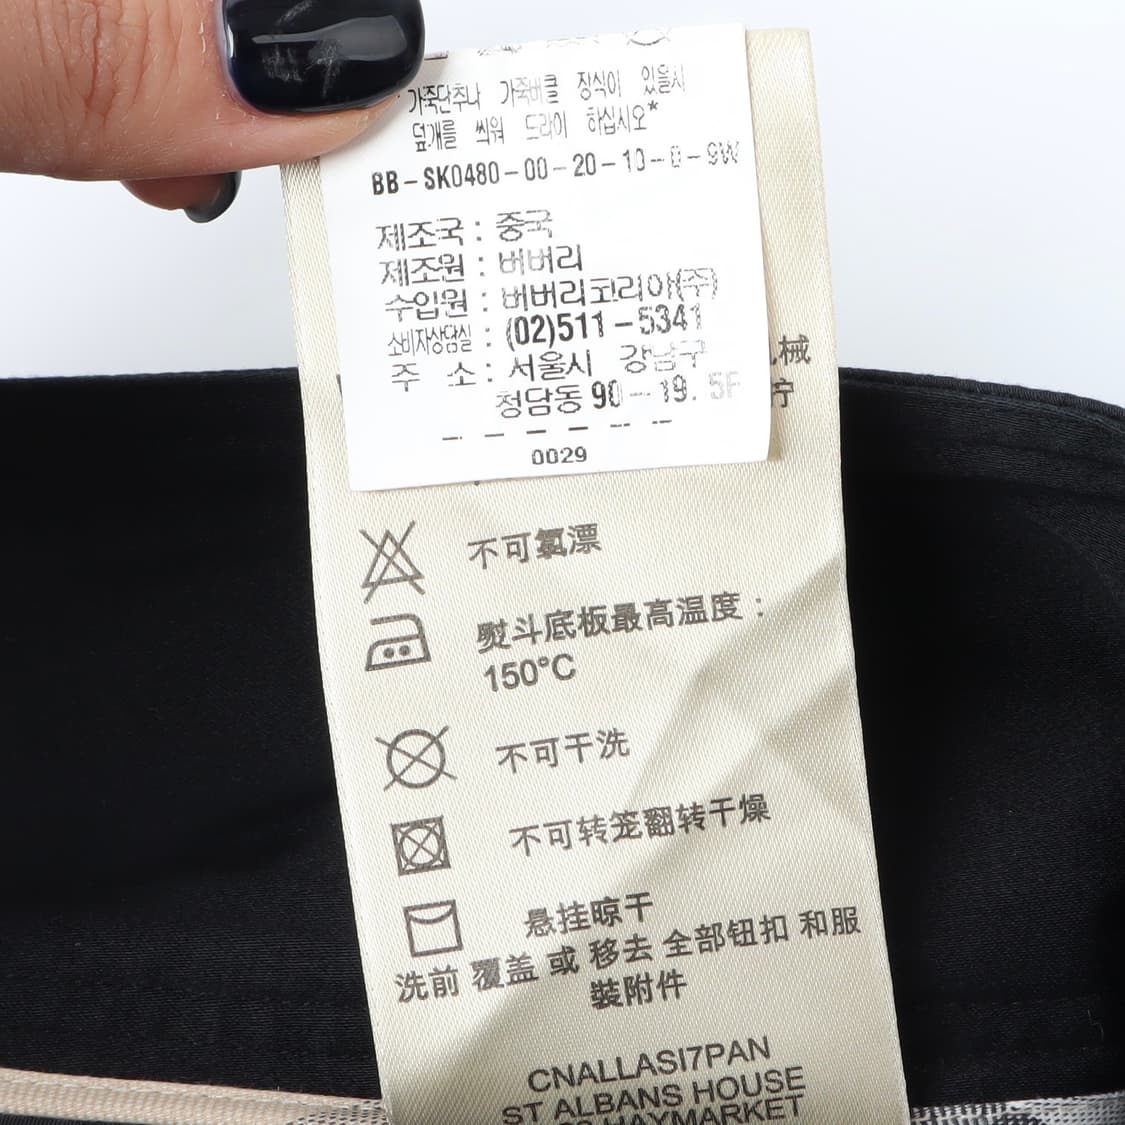 가죽단추나 가죽버클 장식이 있을시
덮개를 씌워 드라이 하십시오*
BB-SK0480-00-20-10-0-9W
제조국 : 중국
제조원 : 버버리
수입원 : 버버리코리아(주)
소비자상담실 : (02)511-5341
주 소 : 서울시 강남구
청담동 90-19. 5F
0029
械
拧
不可氯漂
熨斗底板最高温度：
150°C
不可干洗
不可转笼翻转干燥
悬挂晾干
洗前 覆盖 或 移去 全部钮扣 和服
裝附件
CNALLASI7PAN
ST ALBANS HOUSE
HAYMARKET